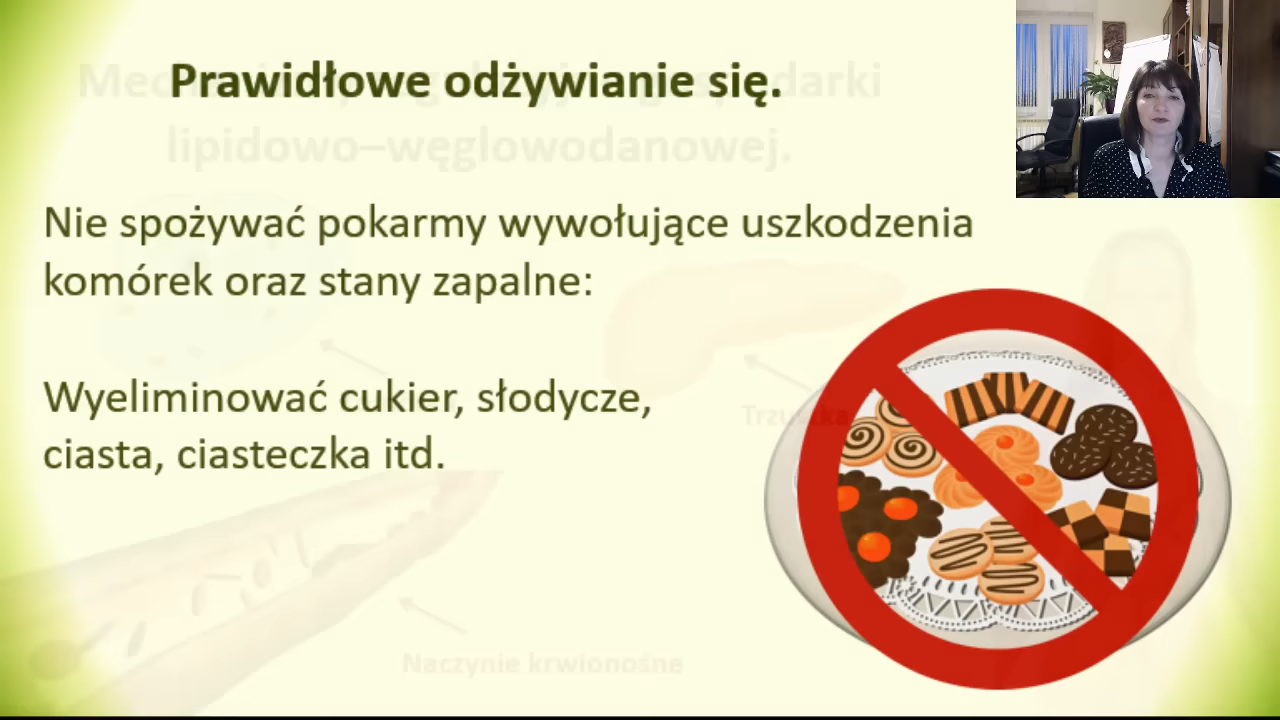 Prawidłowe odżywianie się.
lipidowo–węglowodanowej.
Nie spożywać pokarmy wywołujące uszkodzenia
komórek oraz stany zapalne:
Wyeliminować cukier, słodycze,
ciasta, ciasteczka itd.
Trzustka
Naczynie krwionośne